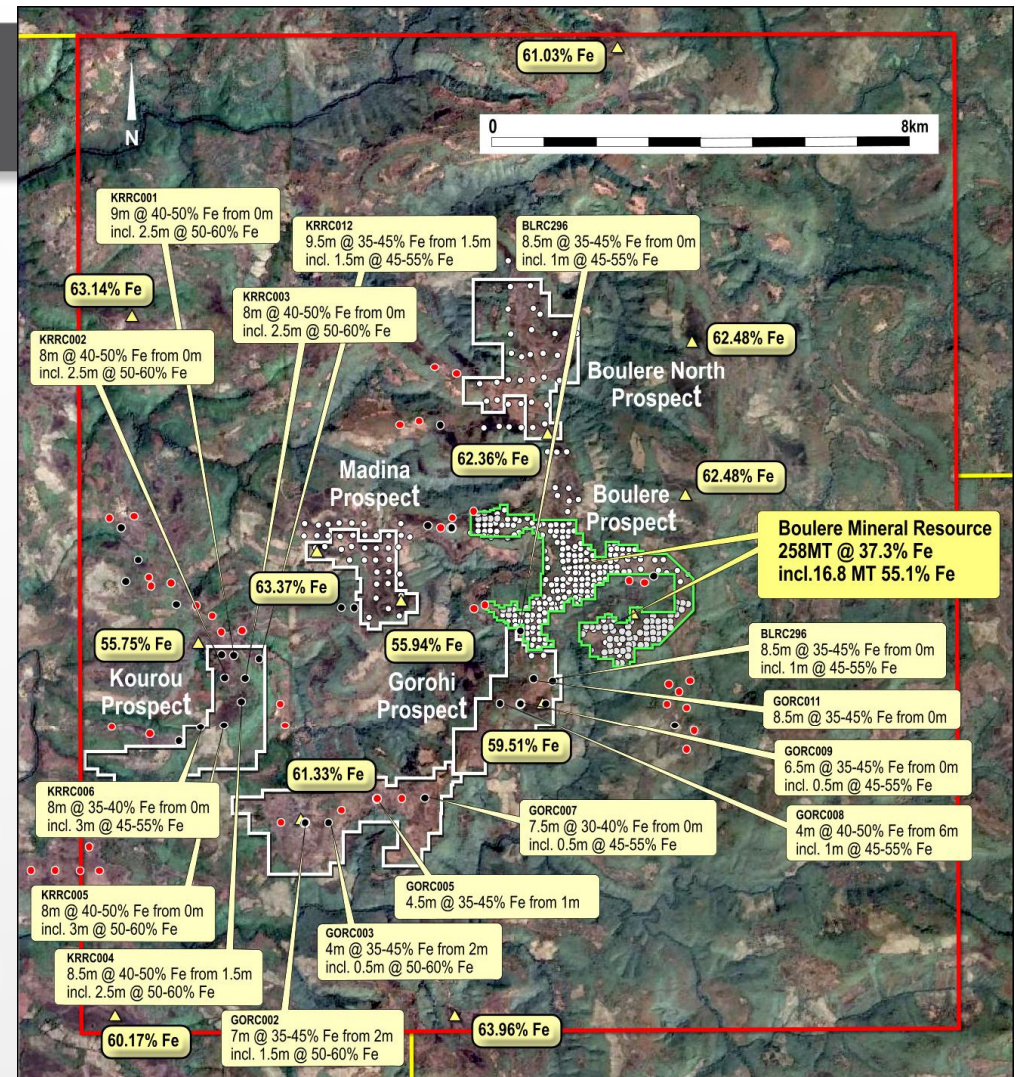 61.03% Fe
N
0
8km
KRRC001
9m @ 40-50% Fe from 0m
incl. 2.5m @ 50-60% Fe
KRRC012
9.5m @ 35-45% Fe from 1.5m
incl. 1.5m @ 45-55% Fe
BLRC296
8.5m @ 35-45% Fe from 0m
incl. 1m @ 45-55% Fe
63.14% Fe
KRRC003
8m @ 40-50% Fe from 0m
incl. 2.5m @ 50-60% Fe
KRRC002
8m @ 40-50% Fe from 0m
incl. 2.5m @ 50-60% Fe
62.48% Fe
Boulere North
Prospect
62.36% Fe
Madina
Prospect
62.48% Fe
Boulere
Prospect
Boulere Mineral Resource
258MT @ 37.3% Fe
incl.16.8 MT 55.1% Fe
63.37% Fe
55.75% Fe
55.94% Fe
Kourou
Prospect
Gorohi
Prospect
BLRC296
8.5m @ 35-45% Fe from 0m
incl. 1m @ 45-55% Fe
GORC011
8.5m @ 35-45% Fe from 0m
59.51% Fe
GORC009
6.5m @ 35-45% Fe from 0m
incl. 0.5m @ 45-55% Fe
61.33% Fe
KRRC006
8m @ 35-40% Fe from 0m
incl. 3m @ 45-55% Fe
GORC007
7.5m @ 30-40% Fe from 0m
incl. 0.5m @ 45-55% Fe
GORC008
4m @ 40-50% Fe from 6m
incl. 1m @ 45-55% Fe
GORC005
4.5m @ 35-45% Fe from 1m
KRRC005
8m @ 40-50% Fe from 0m
incl. 3m @ 50-60% Fe
GORC003
4m @ 35-45% Fe from 2m
incl. 0.5m @ 50-60% Fe
KRRC004
8.5m @ 40-50% Fe from 1.5m
incl. 2.5m @ 50-60% Fe
GORC002
7m @ 35-45% Fe from 2m
incl. 1.5m @ 50-60% Fe
60.17% Fe
63.96% Fe